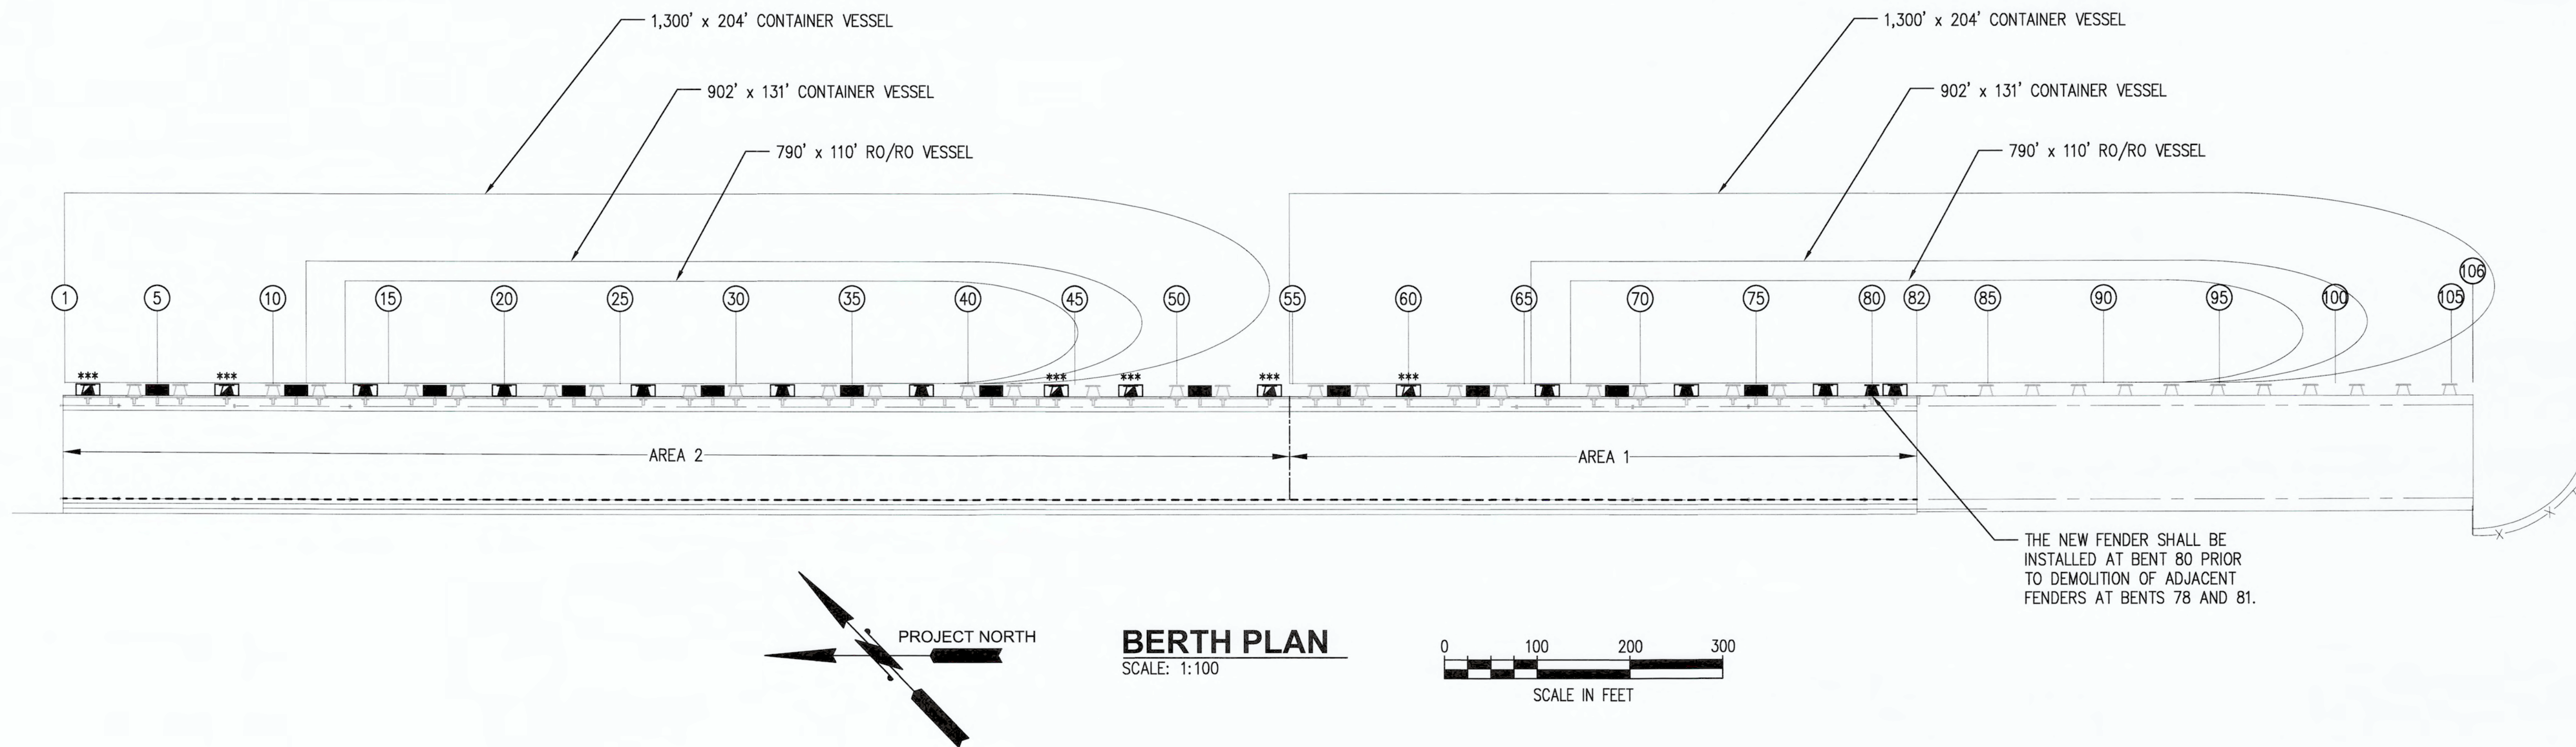 1,300' x 204' CONTAINER VESSEL
1,300' x 204' CONTAINER VESSEL
902' x 131' CONTAINER VESSEL
902' x 131' CONTAINER VESSEL
790' x 110' RO/RO VESSEL
790' x 110' RO/RO VESSEL
1 5 10 15 20 25 30 35 40 45 50 55 60 65 70 75 80 82 85 90 95 100 105 106
*** *** *** *** *** ***
AREA 2
AREA 1
THE NEW FENDER SHALL BE
INSTALLED AT BENT 80 PRIOR
TO DEMOLITION OF ADJACENT
FENDERS AT BENTS 78 AND 81.
PROJECT NORTH
BERTH PLAN
SCALE: 1:100
0 100 200 300
SCALE IN FEET